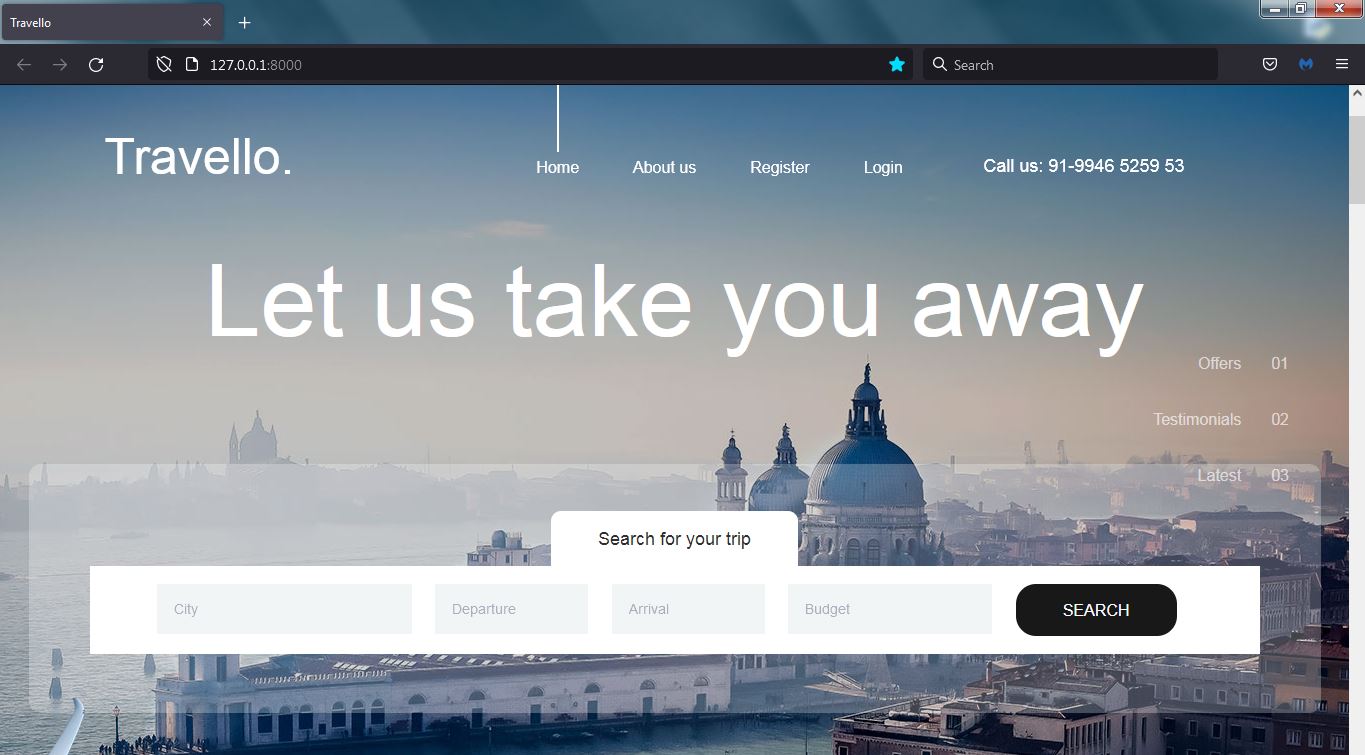 Travello
127.0.0.1:8000
Search
Travello.
Home About us Register Login Call us: 91-9946 5259 53
Let us take you away
Offers 01
Testimonials 02
Latest 03
Search for your trip
City Departure Arrival Budget SEARCH